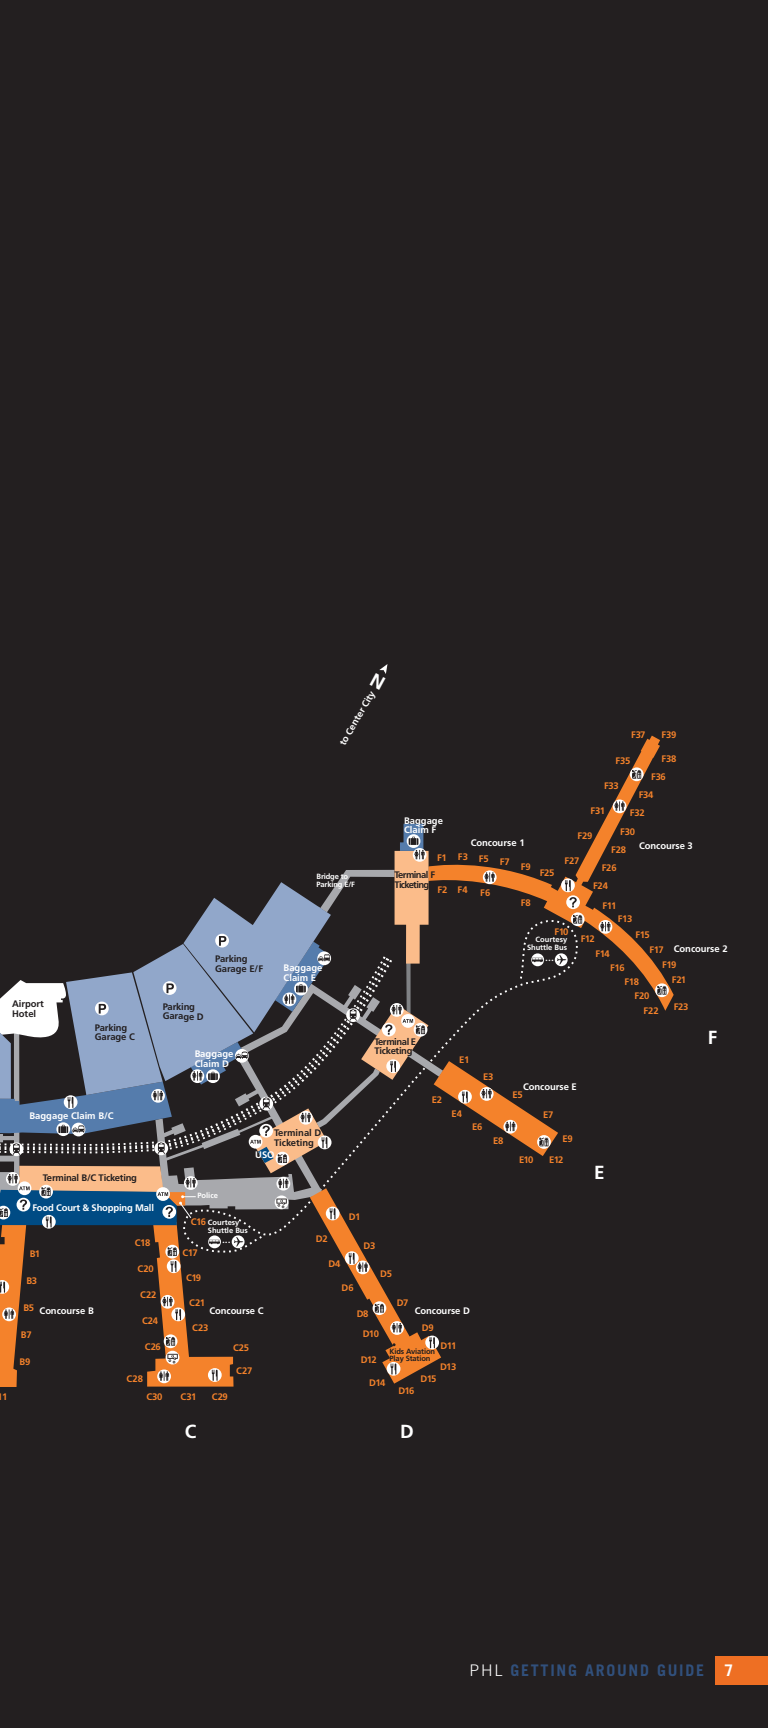 N
to Center City
F37
F39
F35
F38
F36
F33
F34
F31
F32
F29
F30
F28
Concourse 3
F27
F26
F24
Baggage
Claim F
Concourse 1
F1
F3
F5
F7
F9
F25
F2
F4
F6
F8
Terminal F
Ticketing
Bridge to
Parking E/F
?
F11
F13
F10
F12
F15
F14
F17
F16
F19
F18
F21
F20
F22
F23
Concourse 2
Courtesy
Shuttle Bus
F
P
Parking
Garage E/F
Baggage
Claim E
P
Parking
Garage D
P
Parking
Garage C
Airport
Hotel
Baggage
Claim D
ATM
?
Terminal E
Ticketing
E1
E3
E5
E7
E9
E2
E4
E6
E8
E10
E12
Concourse E
E
Baggage Claim B/C
?
ATM
Terminal D
Ticketing
USO
Terminal B/C Ticketing
ATM
ATM
Police
?
Food Court & Shopping Mall
?
C16
Courtesy
Shuttle Bus
D1
D2
D3
D4
D5
D6
D7
D8
D9
D10
D11
D12
D13
D14
D15
D16
Concourse D
Kids Aviation
Play Station
B1
B3
B5
B7
B9
11
Concourse B
C18
C17
C20
C19
C22
C21
C24
C23
C26
C25
C28
C27
C30
C31
C29
Concourse C
C
D
PHL GETTING AROUND GUIDE 7